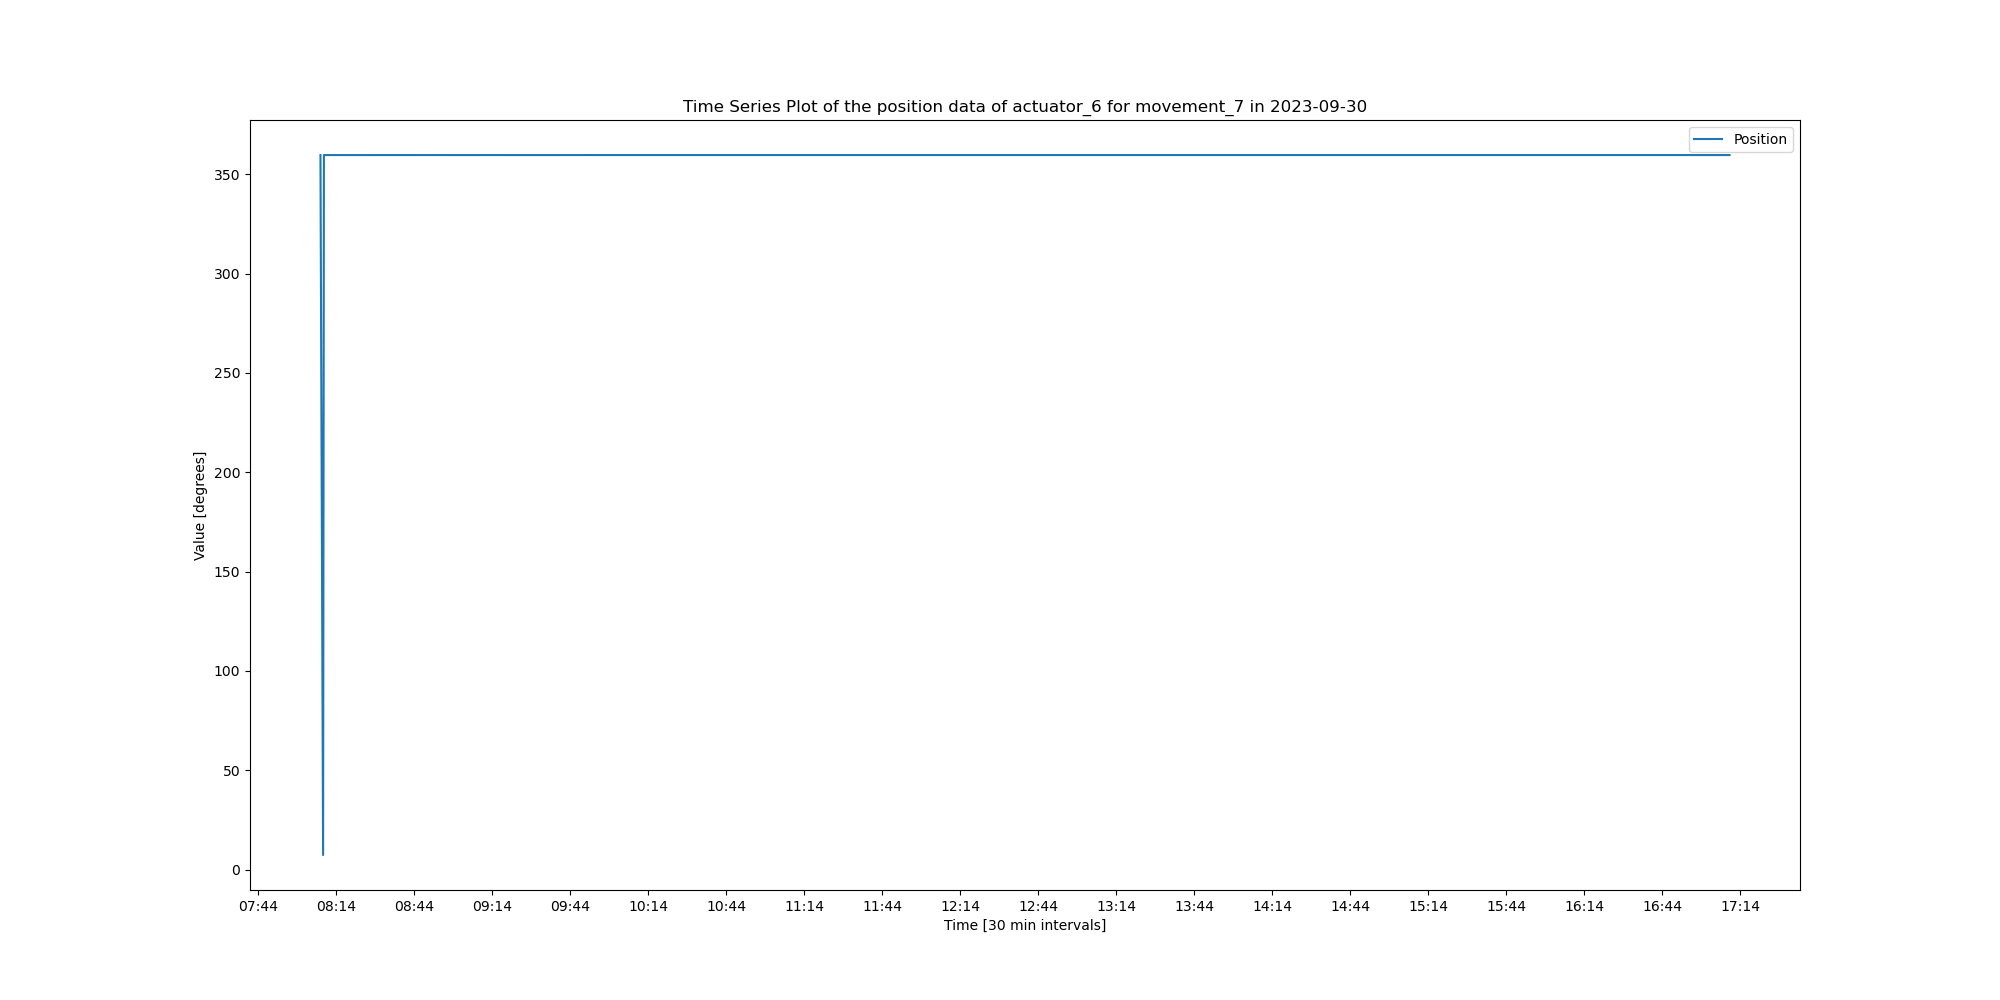 Time Series Plot of the position data of actuator_6 for movement_7 in 2023-09-30
Position
350
300
250
200
150
100
50
0
Value [degrees]
07:44 08:14 08:44 09:14 09:44 10:14 10:44 11:14 11:44 12:14 12:44 13:14 13:44 14:14 14:44 15:14 15:44 16:14 16:44 17:14
Time [30 min intervals]